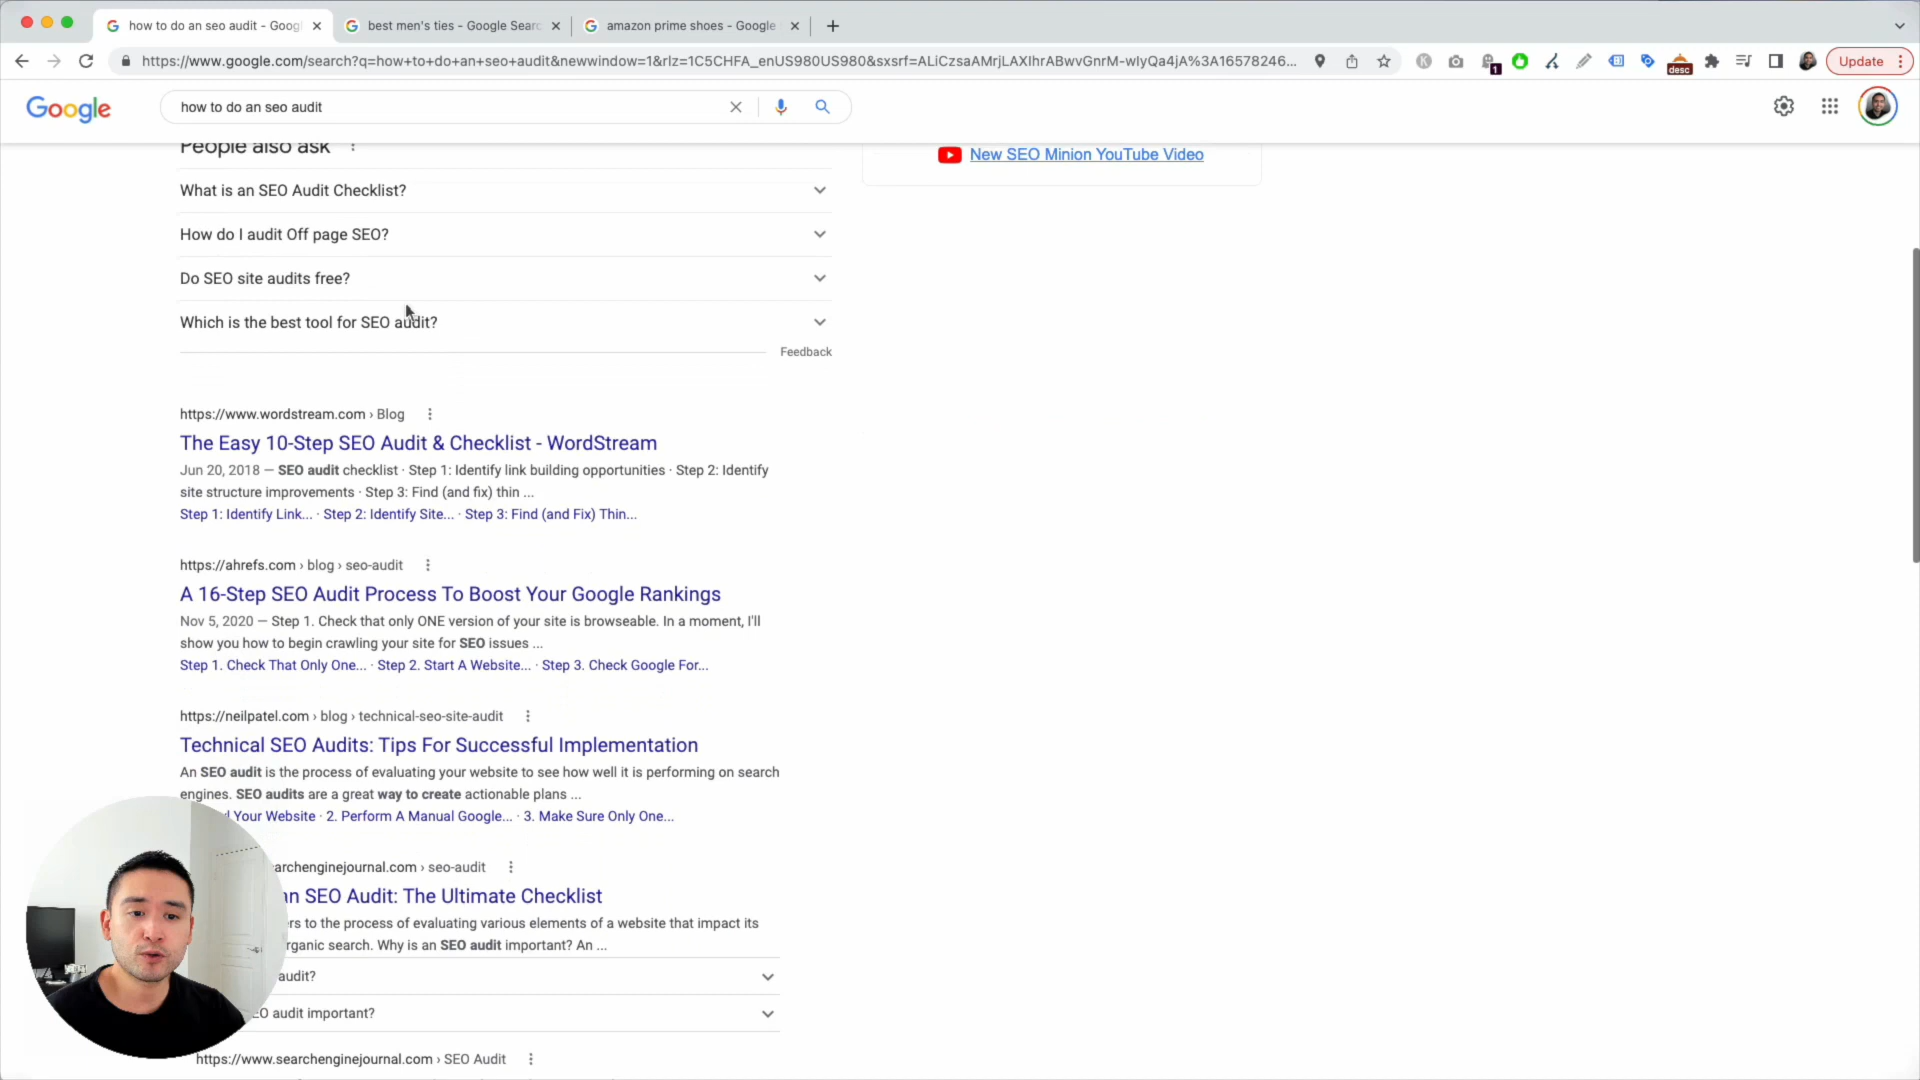 how to do an seo audit - Goog
best men's ties - Google Searc
amazon prime shoes - Google
https://www.google.com/search?q=how+to+do+an+seo+audit&newwindow=1&rlz=1C5CHFA_enUS980US980&sxsrf=ALiCzsaAMrjLAXIhrABwvGnrM-wIyQa4jA%3A16578246...
1
desc
Update
Google
how to do an seo audit
People also ask
New SEO Minion YouTube Video
What is an SEO Audit Checklist?
How do I audit Off page SEO?
Do SEO site audits free?
Which is the best tool for SEO audit?
Feedback
https://www.wordstream.com › Blog
The Easy 10-Step SEO Audit & Checklist - WordStream
Jun 20, 2018 — SEO audit checklist · Step 1: Identify link building opportunities · Step 2: Identify
site structure improvements · Step 3: Find (and fix) thin ...
Step 1: Identify Link... · Step 2: Identify Site... · Step 3: Find (and Fix) Thin...
https://ahrefs.com › blog › seo-audit
A 16-Step SEO Audit Process To Boost Your Google Rankings
Nov 5, 2020 — Step 1. Check that only ONE version of your site is browseable. In a moment, I'll
show you how to begin crawling your site for SEO issues ...
Step 1. Check That Only One... · Step 2. Start A Website... · Step 3. Check Google For...
https://neilpatel.com › blog › technical-seo-site-audit
Technical SEO Audits: Tips For Successful Implementation
An SEO audit is the process of evaluating your website to see how well it is performing on search
engines. SEO audits are a great way to create actionable plans ...
Your Website · 2. Perform A Manual Google... · 3. Make Sure Only One...
archenginejournal.com › seo-audit
an SEO Audit: The Ultimate Checklist
ers to the process of evaluating various elements of a website that impact its
rganic search. Why is an SEO audit important? An ...
audit?
EO audit important?
https://www.searchenginejournal.com › SEO Audit